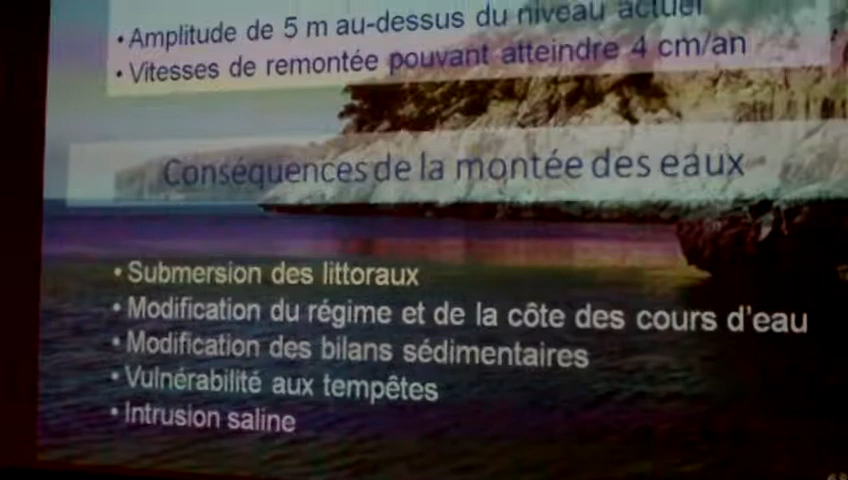 • Amplitude de 5 m au-dessus du niveau actuel
• Vitesses de remontée pouvant atteindre 4 cm/an
Conséquences de la montée des eaux
• Submersion des littoraux
• Modification du régime et de la côte des cours d'eau
• Modification des bilans sédimentaires
• Vulnérabilité aux tempêtes
• Intrusion saline